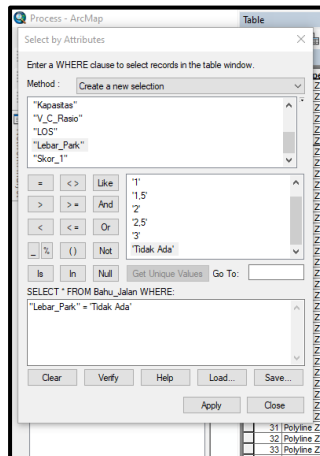 Process - ArcMap
Table
Select by Attributes
Enter a WHERE clause to select records in the table window.
Method :
Create a new selection
"Kapasitas"
"V_C_Rasio"
"LOS"
"Lebar_Park"
"Skor_1"
= <> Like
> >= And
< <= Or
_ % () Not
Is In Null
'1'
'1,5'
'2'
'2,5'
'3'
'Tidak Ada'
Get Unique Values Go To:
SELECT * FROM Bahu_Jalan WHERE:
"Lebar_Park" = 'Tidak Ada'
Clear Verify Help Load... Save...
Apply Close
31 Polyline Z
32 Polyline Z
33 Polyline Z